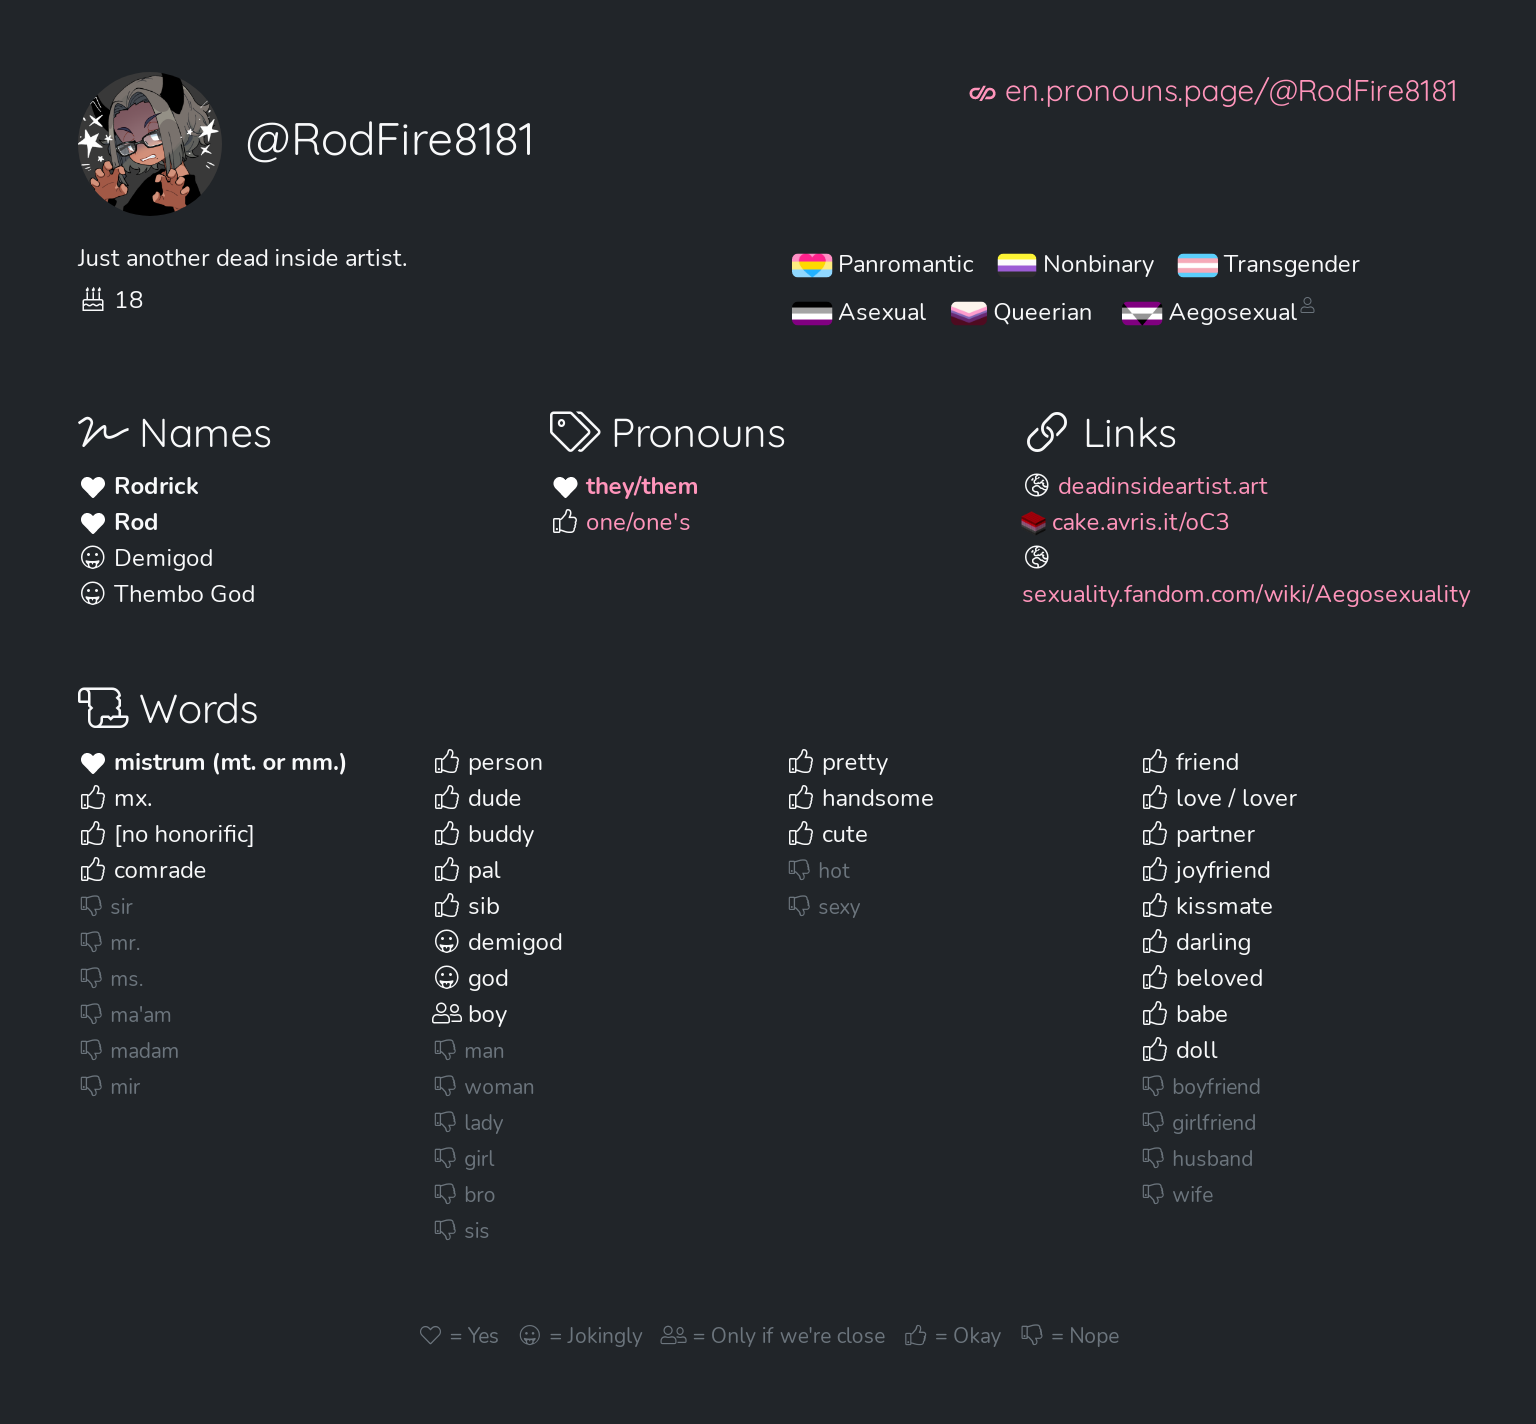 en.pronouns.page/@RodFire8181
@RodFire8181
Just another dead inside artist.
18
Panromantic Nonbinary Transgender
Asexual Queerian Aegosexual
Names
Rodrick
Rod
Demigod
Thembo God
Pronouns
they/them
one/one's
Links
deadinsideartist.art
cake.avris.it/oC3
sexuality.fandom.com/wiki/Aegosexuality
Words
mistrum (mt. or mm.)
mx.
[no honorific]
comrade
sir
mr.
ms.
ma'am
madam
mir
person
dude
buddy
pal
sib
demigod
god
boy
man
woman
lady
girl
bro
sis
pretty
handsome
cute
hot
sexy
friend
love / lover
partner
joyfriend
kissmate
darling
beloved
babe
doll
boyfriend
girlfriend
husband
wife
= Yes = Jokingly = Only if we're close = Okay = Nope